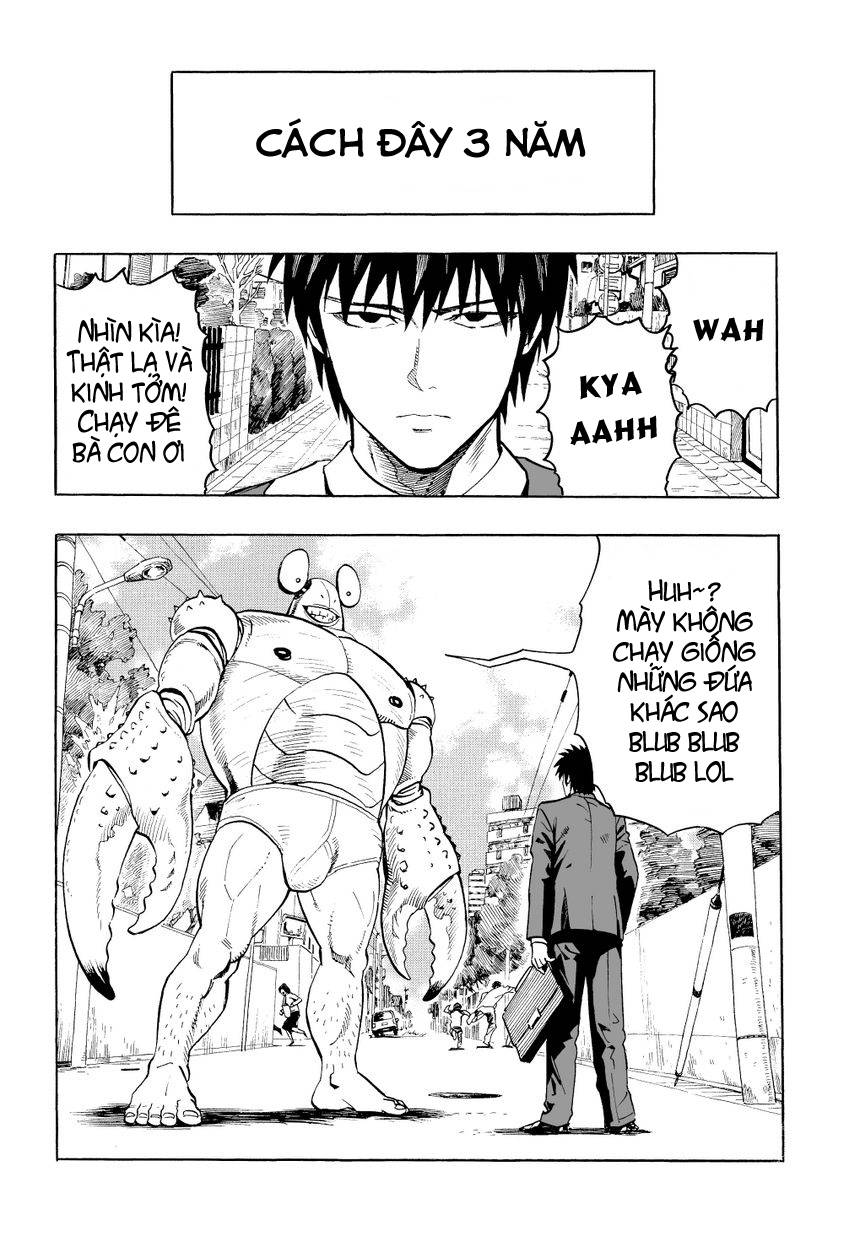 CÁCH ĐÂY 3 NĂM
WAH
KYA
AAHH
NHÌN KÌA!
THẬT LẠ VÀ
KINH TỞM!
CHẠY ĐÊ
BÀ CON ƠI
HUH~?
MÀY KHÔNG
CHẠY GIỐNG
NHỮNG ĐỨA
KHÁC SAO
BLUB BLUB
BLUB LOL